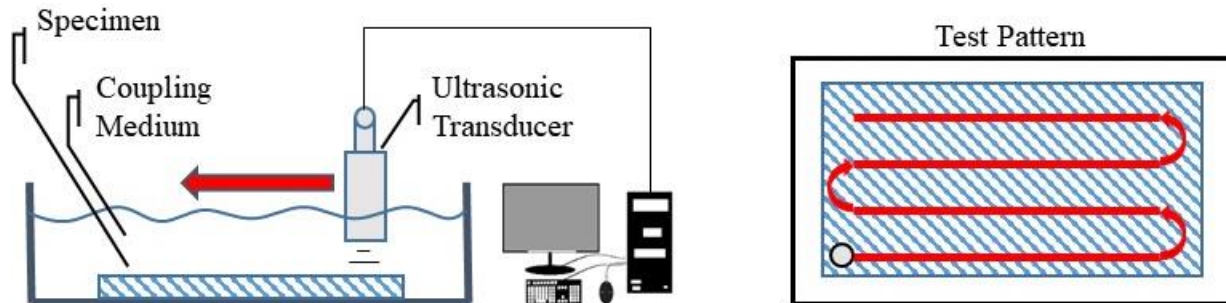 Specimen
Coupling
Medium
Ultrasonic
Transducer
Test Pattern